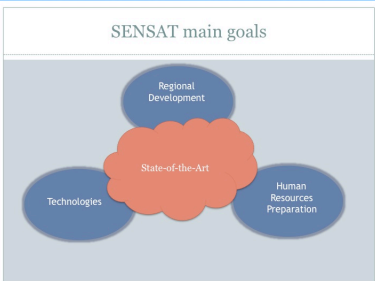 SENSAT main goals
Regional
Development
State-of-the-Art
Technologies
Human
Resources
Preparation